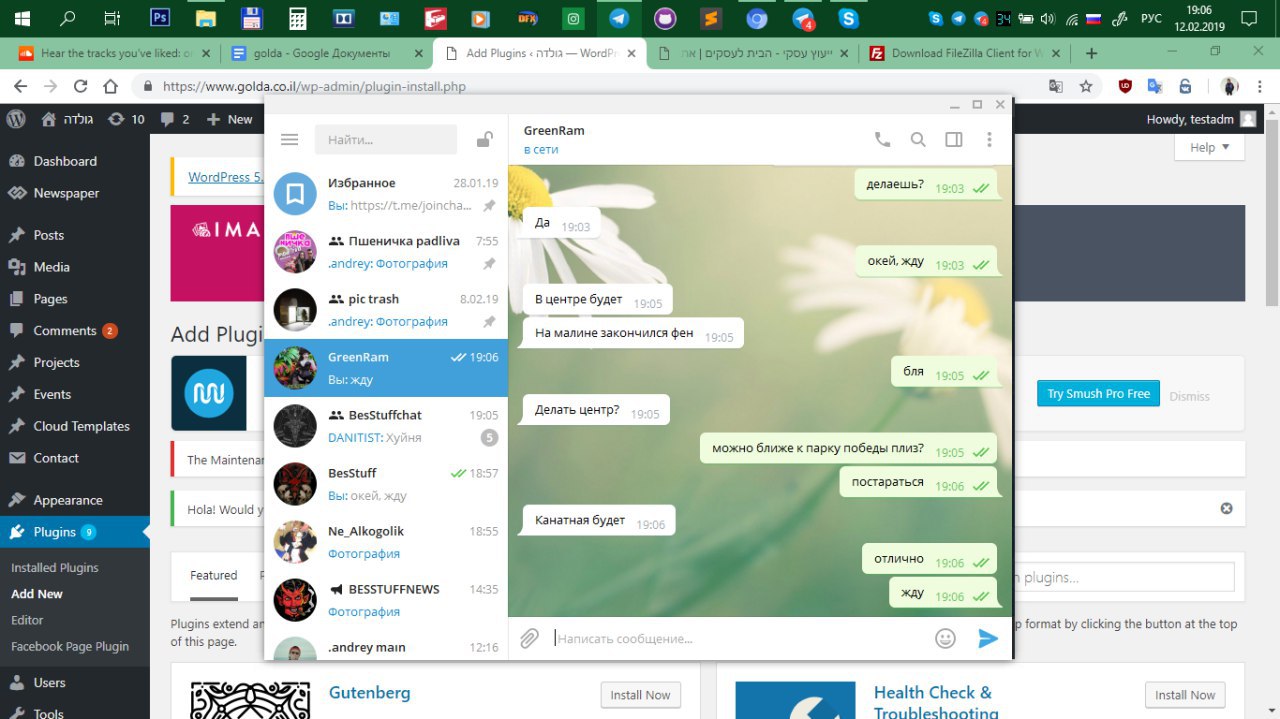 Ps
DFX
4
4
34
РУС
19:06
12.02.2019
Hear the tracks you've liked: or
golda - Google Документы
Add Plugins ‹ גולדה — WordPr
ייעוץ עסקי - הבית לעסקים | את
Download FileZilla Client for W
https://www.golda.co.il/wp-admin/plugin-install.php
גולדה
10
2
New
Howdy, testadm
Help
Dashboard
Newspaper
Posts
Media
Pages
Comments 2
Projects
Events
Cloud Templates
Contact
Appearance
Plugins 9
Installed Plugins
Add New
Editor
Facebook Page Plugin
Users
Tools
WordPress 5.
IMA
Add Plugi
Try Smush Pro Free
Dismiss
The Maintenan
Hola! Would y
Featured
h plugins...
Plugins extend an
p format by clicking the button at the top
of this page.
Gutenberg
Install Now
Health Check &
Troubleshooting
Install Now
Найти...
Избранное 28.01.19
Вы: https://t.me/joincha...
Пшеничка padliva 7:55
.andrey: Фотография
pic trash 8.02.19
.andrey: Фотография
GreenRam 19:06
Вы: жду
BesStuffchat 19:05
DANITIST: Хуйня 5
BesStuff 18:57
Вы: окей, жду
Ne_Alkogolik 18:55
Фотография
BESSTUFFNEWS 14:35
Фотография
.andrey main 12:16
GreenRam
в сети
делаешь? 19:03
Да 19:03
окей, жду 19:03
В центре будет 19:05
На малине закончился фен 19:05
бля 19:05
Делать центр? 19:05
можно ближе к парку победы плиз? 19:05
постараться 19:06
Канатная будет 19:06
отлично 19:06
жду 19:06
Написать сообщение...